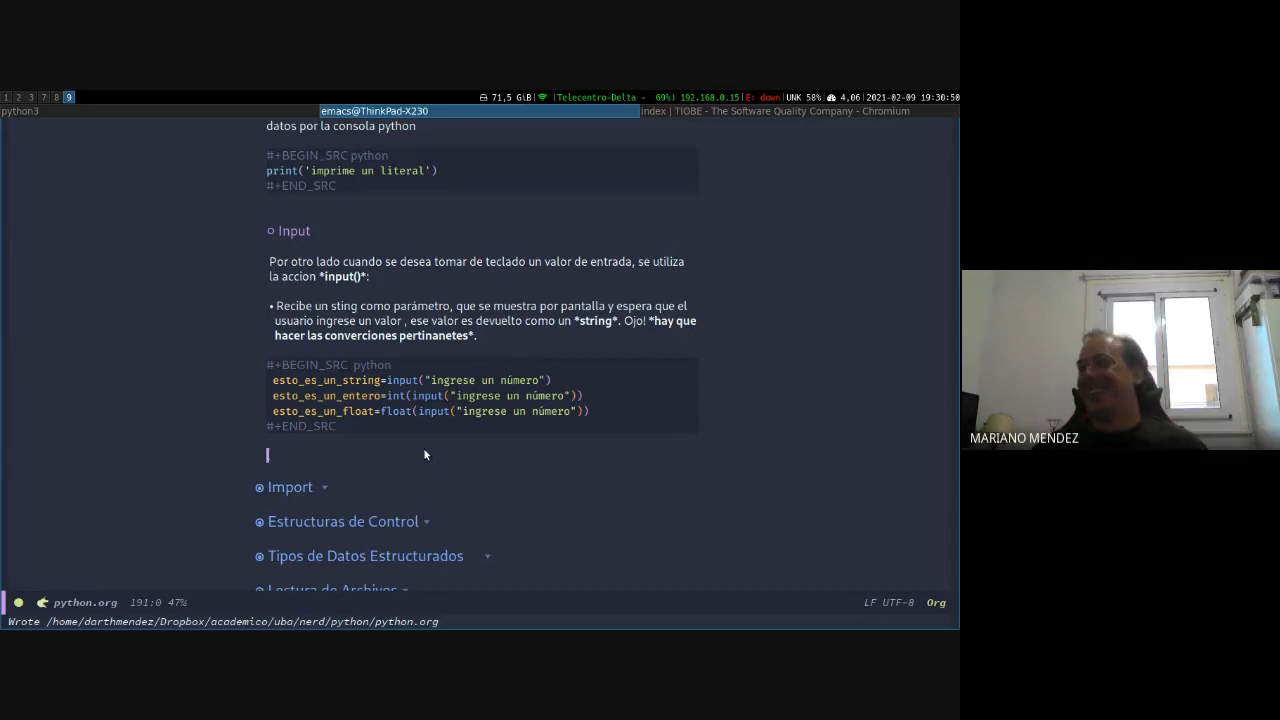 1 2 3 7 8 9
71,5 GiB | |Telecentro-Delta - 69%) 192.168.0.15|E: down|UNK 58%| 4,06|2021-02-09 19:30:50
python3
emacs@ThinkPad-X230
index | TIOBE - The Software Quality Company - Chromium
datos por la consola python
#+BEGIN_SRC python
print('imprime un literal')
#+END_SRC
Input
Por otro lado cuando se desea tomar de teclado un valor de entrada, se utiliza
la accion *input()*:
• Recibe un sting como parámetro, que se muestra por pantalla y espera que el
usuario ingrese un valor , ese valor es devuelto como un *string*. Ojo! *hay que
hacer las converciones pertinanetes*.
#+BEGIN_SRC python
esto_es_un_string=input("ingrese un número")
esto_es_un_entero=int(input("ingrese un número"))
esto_es_un_float=float(input("ingrese un número"))
#+END_SRC
Import
Estructuras de Control
Tipos de Datos Estructurados
Lectura de Archivos
python.org 191:0 47%
LF UTF-8 Org
Wrote /home/darthmendez/Dropbox/academico/uba/nerd/python/python.org
MARIANO MENDEZ